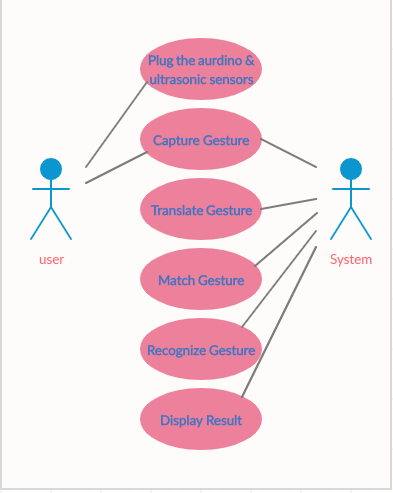 Plug the aurdino &
ultrasonic sensors
Capture Gesture
Translate Gesture
Match Gesture
Recognize Gesture
Display Result
user
System